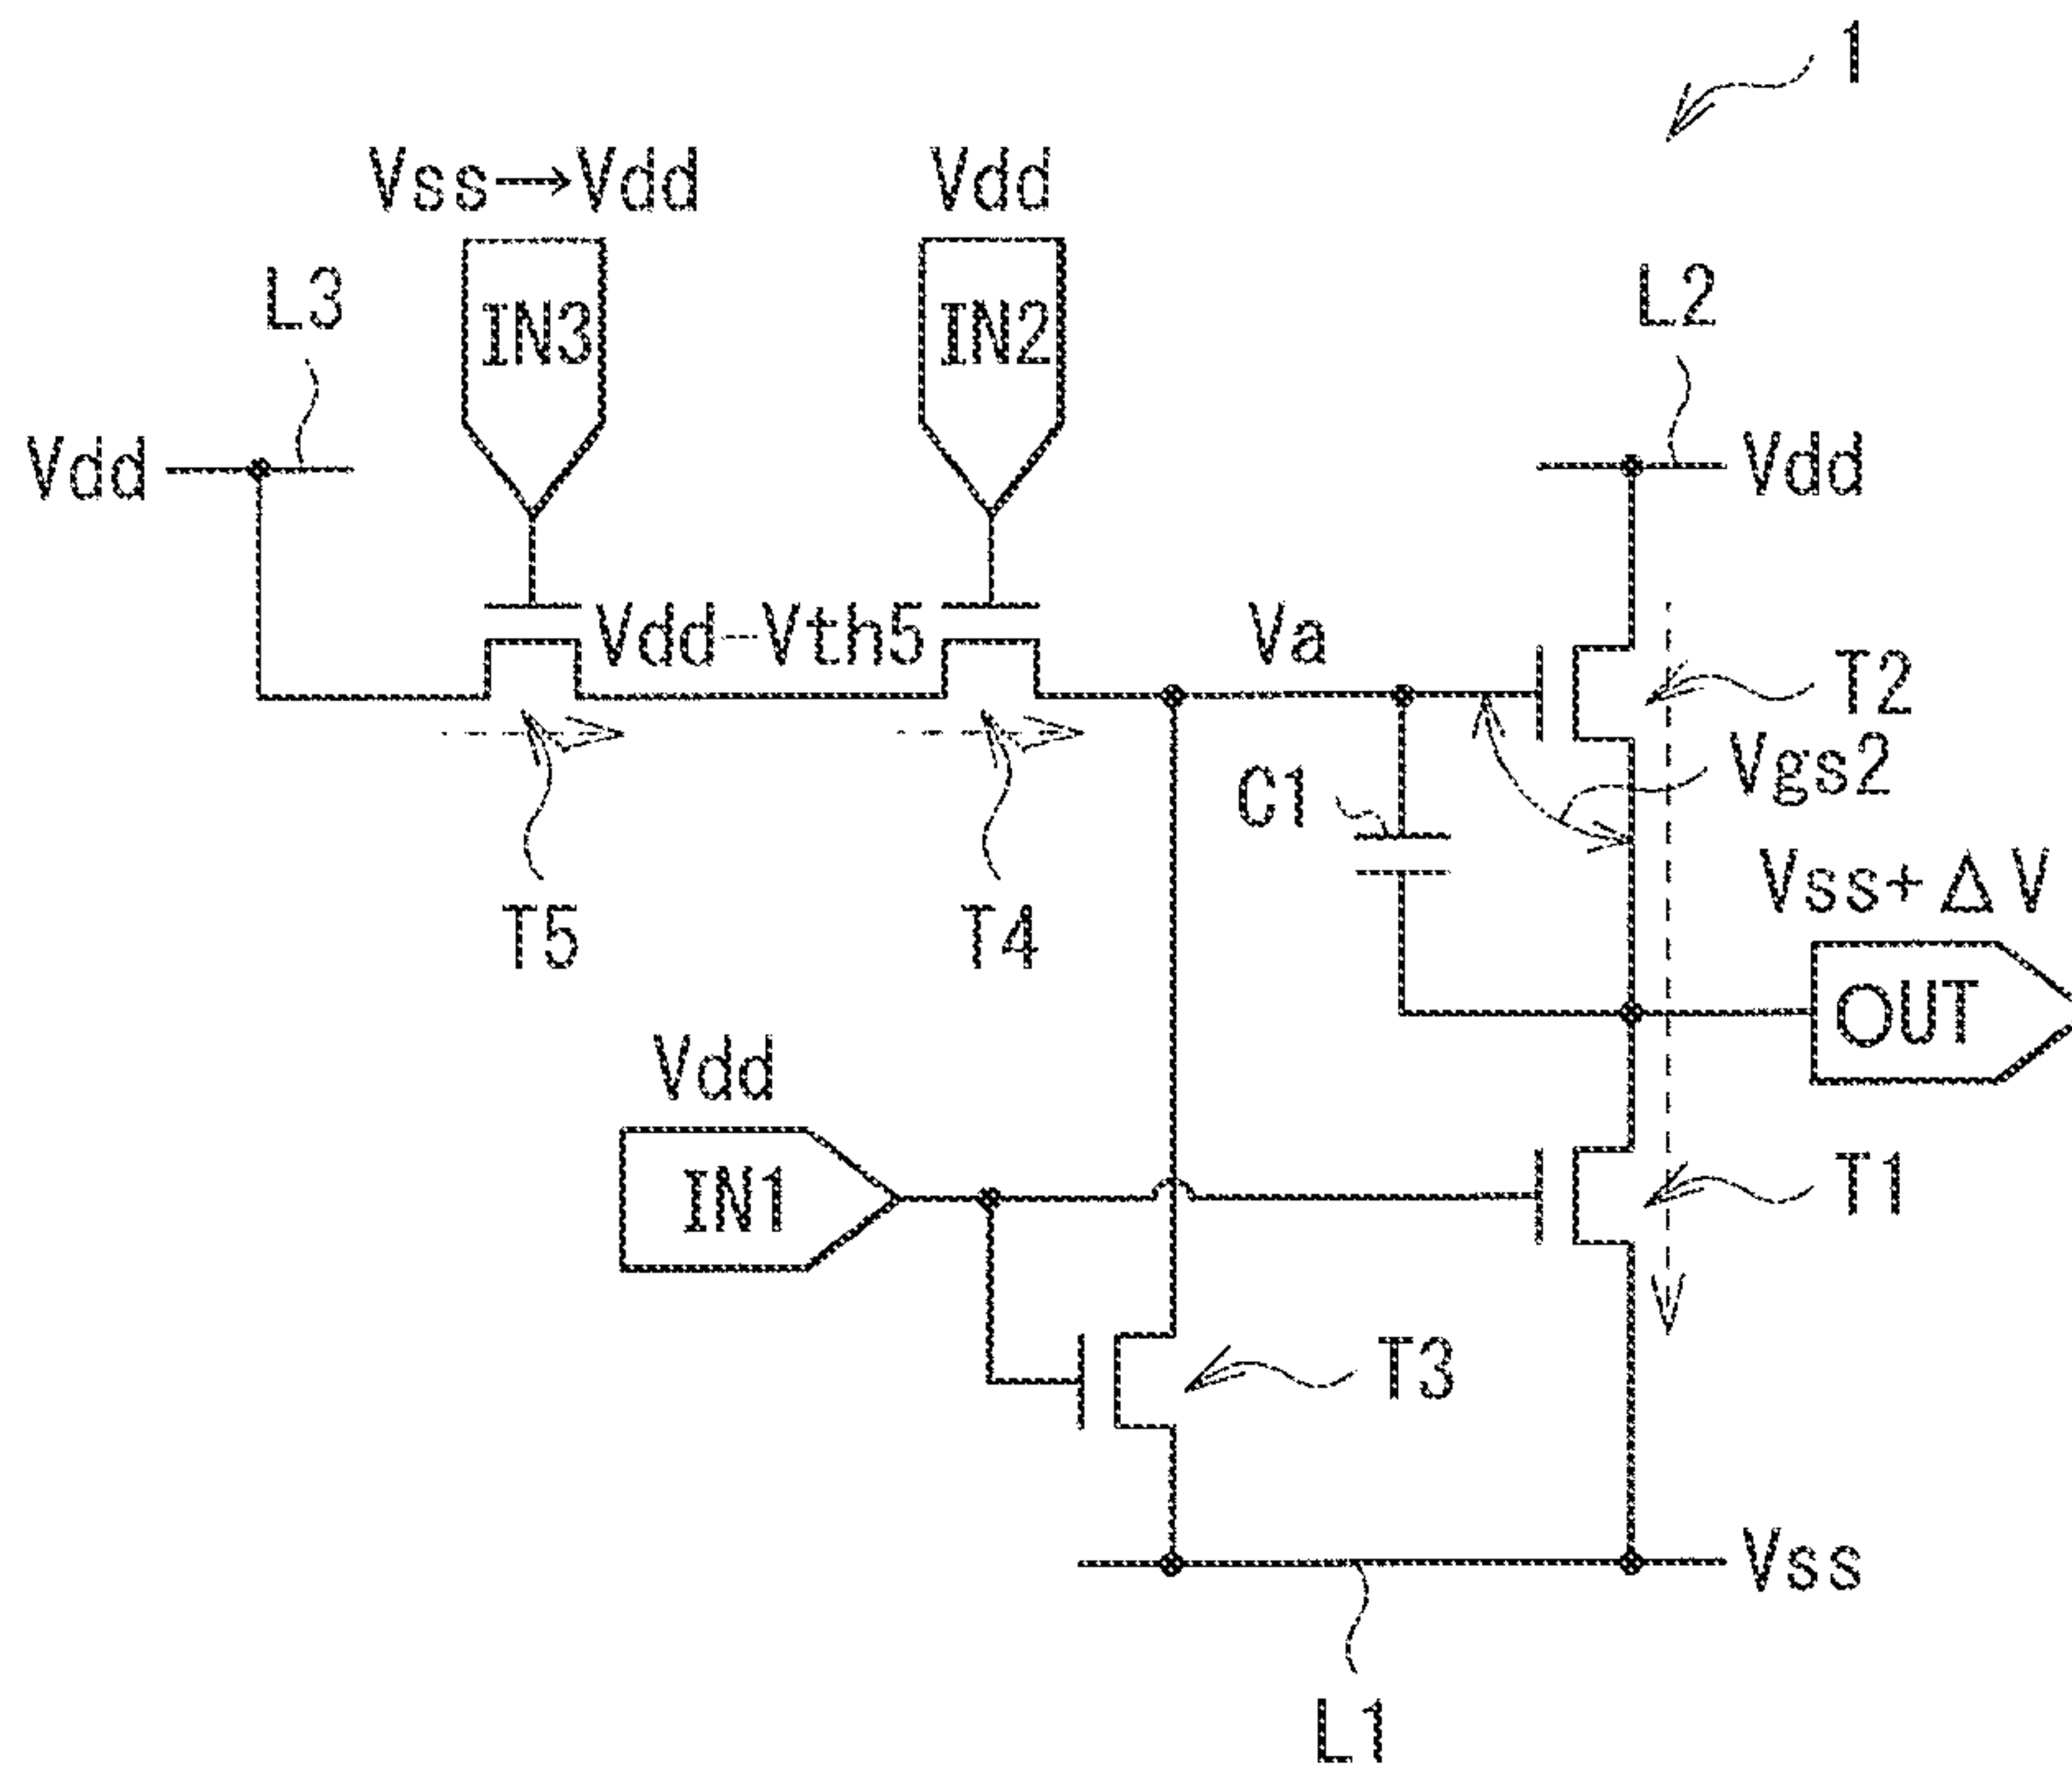 1
Vss→Vdd
Vdd
L3
IN3
IN2
L2
Vdd
Vdd
Vdd-Vth5
Va
T2
Vgs2
C1
Vss+ΔV
T5
T4
OUT
Vdd
IN1
T1
T3
Vss
L1